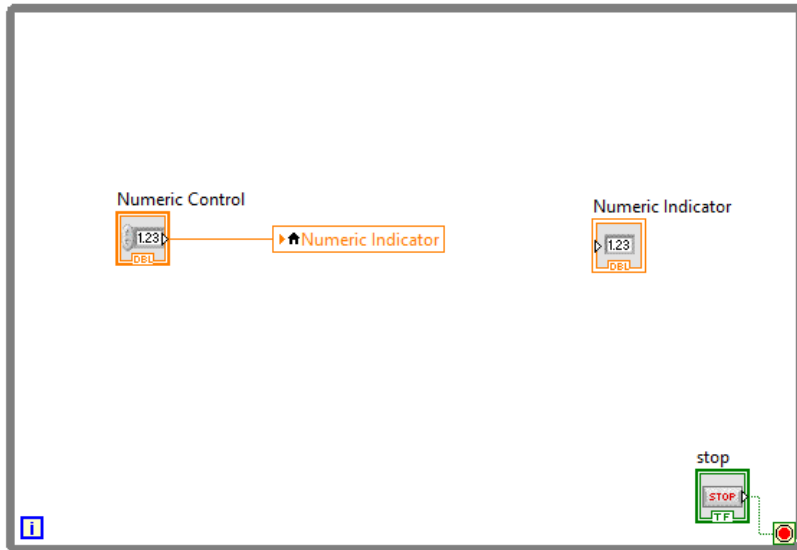 Numeric Control
1.23
DBL
Numeric Indicator
Numeric Indicator
1.23
DBL
stop
STOP
TF
i